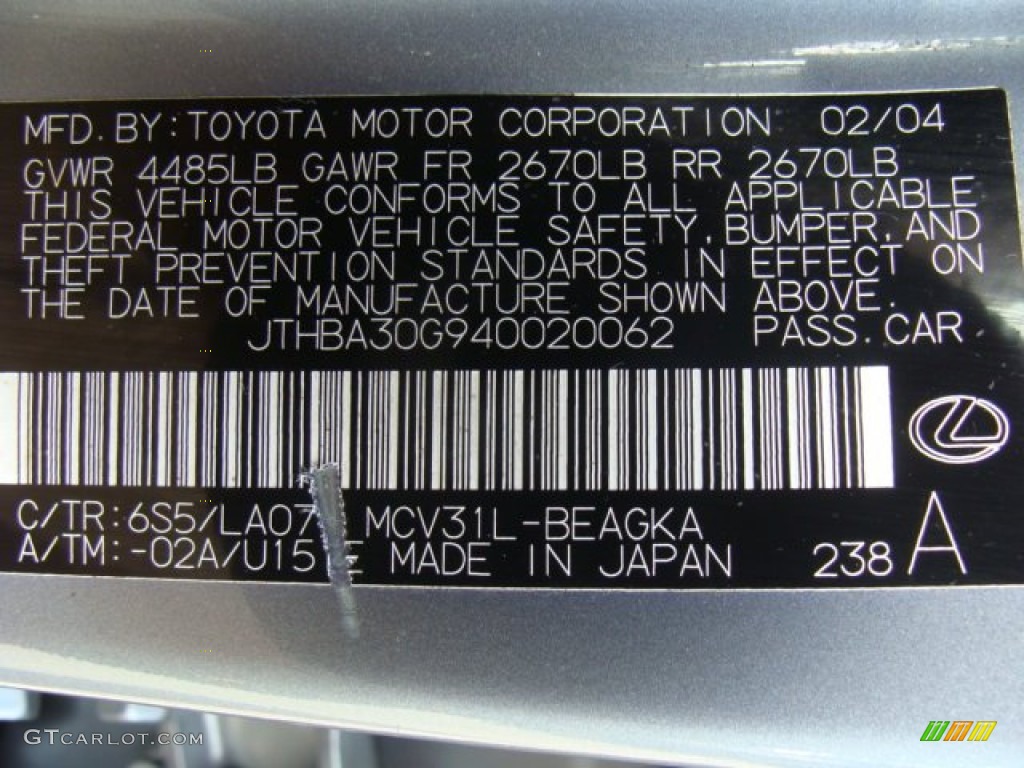 MFD. BY: TOYOTA MOTOR CORPORATION 02/04
GVWR 4485LB GAWR FR 2670LB RR 2670LB
THIS VEHICLE CONFORMS TO ALL APPLICABLE
FEDERAL MOTOR VEHICLE SAFETY, BUMPER, AND
THEFT PREVENTION STANDARDS IN EFFECT ON
THE DATE OF MANUFACTURE SHOWN ABOVE.
JTHBA30G940020062 PASS. CAR
C/TR: 6S5/LA07 MCV31L-BEAGKA
A/TM: -02A/U15 E MADE IN JAPAN 238 A
GTCARLOT.COM